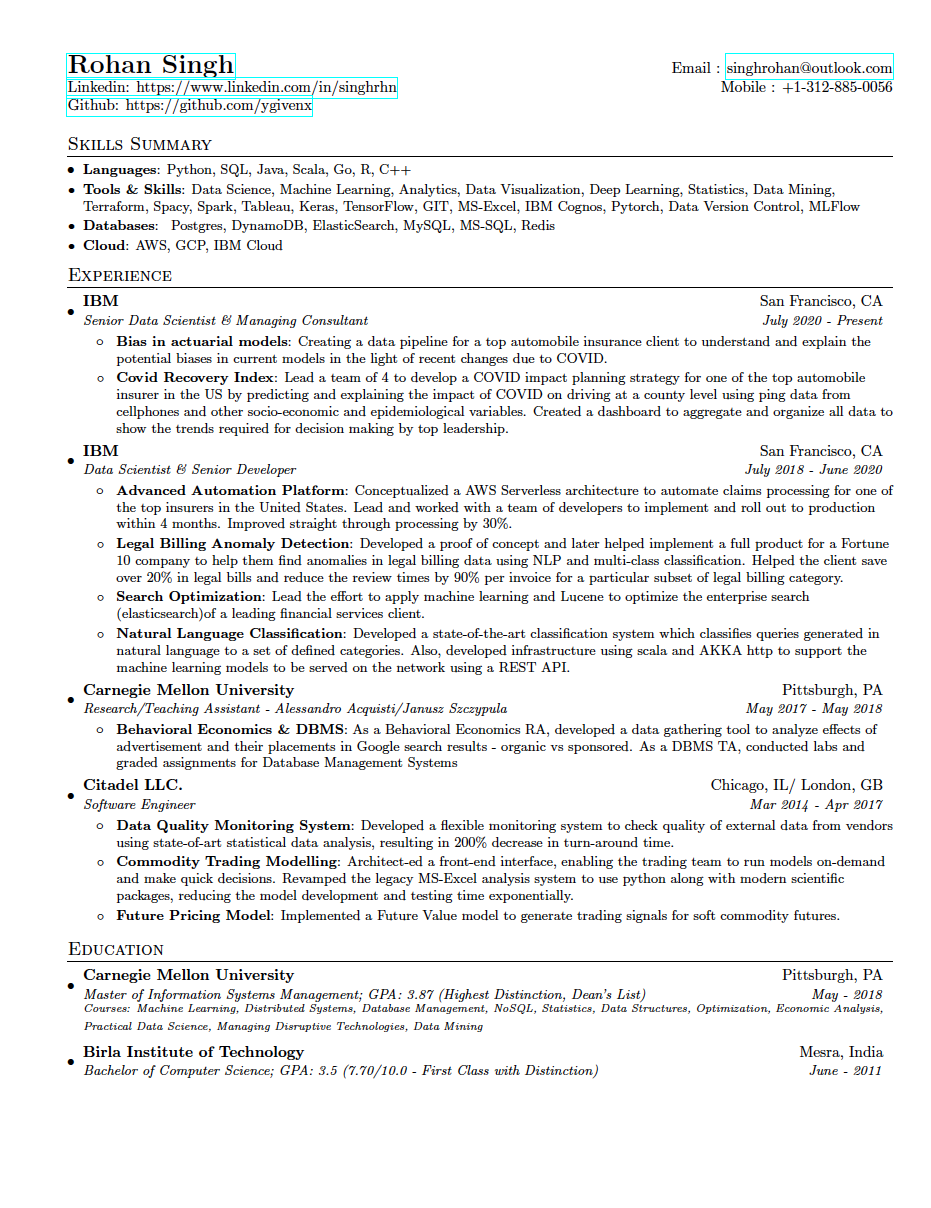 Rohan Singh
Email : singhrohan@outlook.com
Linkedin: https://www.linkedin.com/in/singhrhn
Mobile : +1-312-885-0056
Github: https://github.com/ygivenx
Skills Summary
• Languages: Python, SQL, Java, Scala, Go, R, C++
• Tools & Skills: Data Science, Machine Learning, Analytics, Data Visualization, Deep Learning, Statistics, Data Mining,
Terraform, Spacy, Spark, Tableau, Keras, TensorFlow, GIT, MS-Excel, IBM Cognos, Pytorch, Data Version Control, MLFlow
• Databases: Postgres, DynamoDB, ElasticSearch, MySQL, MS-SQL, Redis
• Cloud: AWS, GCP, IBM Cloud
Experience
• IBM San Francisco, CA
Senior Data Scientist & Managing Consultant July 2020 - Present
◦ Bias in actuarial models: Creating a data pipeline for a top automobile insurance client to understand and explain the
potential biases in current models in the light of recent changes due to COVID.
◦ Covid Recovery Index: Lead a team of 4 to develop a COVID impact planning strategy for one of the top automobile
insurer in the US by predicting and explaining the impact of COVID on driving at a county level using ping data from
cellphones and other socio-economic and epidemiological variables. Created a dashboard to aggregate and organize all data to
show the trends required for decision making by top leadership.
• IBM San Francisco, CA
Data Scientist & Senior Developer July 2018 - June 2020
◦ Advanced Automation Platform: Conceptualized a AWS Serverless architecture to automate claims processing for one of
the top insurers in the United States. Lead and worked with a team of developers to implement and roll out to production
within 4 months. Improved straight through processing by 30%.
◦ Legal Billing Anomaly Detection: Developed a proof of concept and later helped implement a full product for a Fortune
10 company to help them find anomalies in legal billing data using NLP and multi-class classification. Helped the client save
over 20% in legal bills and reduce the review times by 90% per invoice for a particular subset of legal billing category.
◦ Search Optimization: Lead the effort to apply machine learning and Lucene to optimize the enterprise search
(elasticsearch)of a leading financial services client.
◦ Natural Language Classification: Developed a state-of-the-art classification system which classifies queries generated in
natural language to a set of defined categories. Also, developed infrastructure using scala and AKKA http to support the
machine learning models to be served on the network using a REST API.
• Carnegie Mellon University Pittsburgh, PA
Research/Teaching Assistant - Alessandro Acquisti/Janusz Szczypula May 2017 - May 2018
◦ Behavioral Economics & DBMS: As a Behavioral Economics RA, developed a data gathering tool to analyze effects of
advertisement and their placements in Google search results - organic vs sponsored. As a DBMS TA, conducted labs and
graded assignments for Database Management Systems
• Citadel LLC. Chicago, IL/ London, GB
Software Engineer Mar 2014 - Apr 2017
◦ Data Quality Monitoring System: Developed a flexible monitoring system to check quality of external data from vendors
using state-of-art statistical data analysis, resulting in 200% decrease in turn-around time.
◦ Commodity Trading Modelling: Architect-ed a front-end interface, enabling the trading team to run models on-demand
and make quick decisions. Revamped the legacy MS-Excel analysis system to use python along with modern scientific
packages, reducing the model development and testing time exponentially.
◦ Future Pricing Model: Implemented a Future Value model to generate trading signals for soft commodity futures.
Education
• Carnegie Mellon University Pittsburgh, PA
Master of Information Systems Management; GPA: 3.87 (Highest Distinction, Dean's List) May - 2018
Courses: Machine Learning, Distributed Systems, Database Management, NoSQL, Statistics, Data Structures, Optimization, Economic Analysis,
Practical Data Science, Managing Disruptive Technologies, Data Mining
• Birla Institute of Technology Mesra, India
Bachelor of Computer Science; GPA: 3.5 (7.70/10.0 - First Class with Distinction) June - 2011